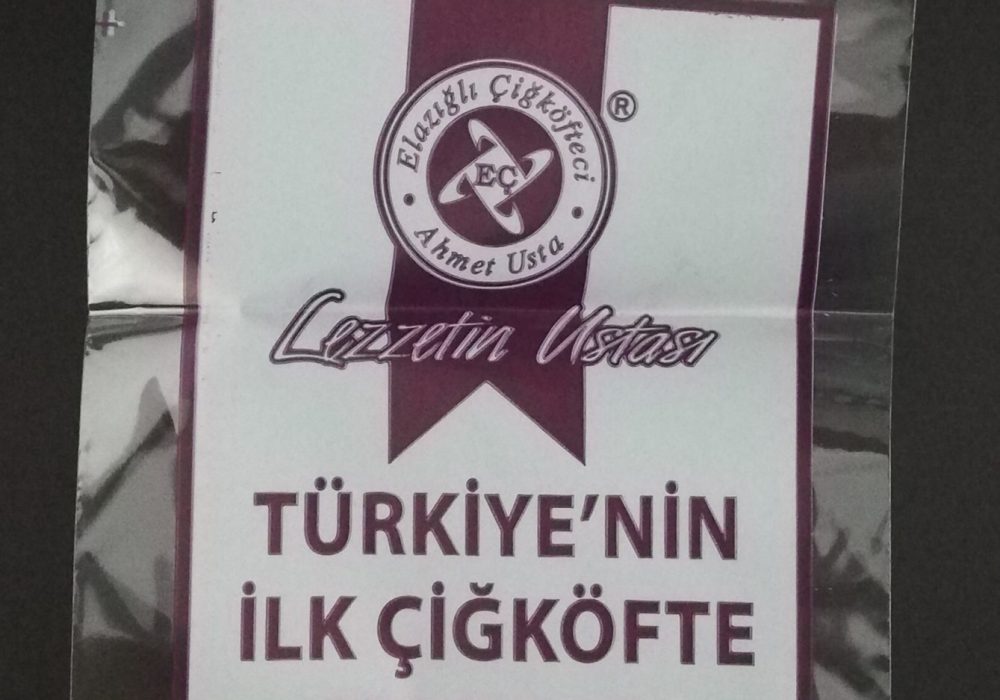 Elazığlı Çiğköfteci
®
EÇ
Ahmet Usta
Lezzetin Ustası
TÜRKİYE'NİN
İLK ÇİĞKÖFTE